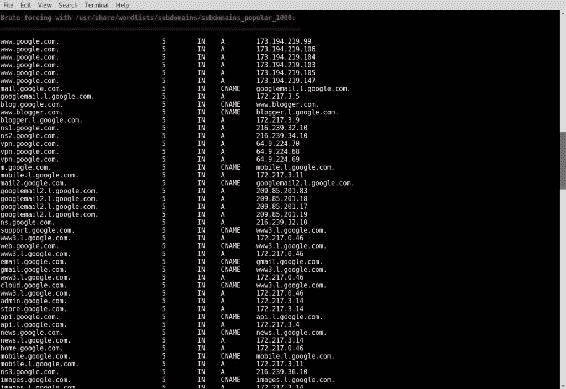 File Edit View Search Terminal Help
Brute forcing with /usr/share/wordlists/subdomains/subdomains_popular_1000:
www.google.com. 5 IN A 173.194.219.99
www.google.com. 5 IN A 173.194.219.106
www.google.com. 5 IN A 173.194.219.104
www.google.com. 5 IN A 173.194.219.103
www.google.com. 5 IN A 173.194.219.105
www.google.com. 5 IN A 173.194.219.147
mail.google.com. 5 IN CNAME googlemail.l.google.com.
googlemail.l.google.com. 5 IN A 172.217.3.5
blog.google.com. 5 IN CNAME www.blogger.com.
www.blogger.com. 5 IN CNAME blogger.l.google.com.
blogger.l.google.com. 5 IN A 172.217.3.9
ns1.google.com. 5 IN A 216.239.32.10
ns2.google.com. 5 IN A 216.239.34.10
vpn.google.com. 5 IN A 64.9.224.70
vpn.google.com. 5 IN A 64.9.224.68
vpn.google.com. 5 IN A 64.9.224.69
m.google.com. 5 IN CNAME mobile.l.google.com.
mobile.l.google.com. 5 IN A 172.217.3.11
mail2.google.com. 5 IN CNAME googlemail2.l.google.com.
googlemail2.l.google.com. 5 IN A 209.85.201.83
googlemail2.l.google.com. 5 IN A 209.85.201.18
googlemail2.l.google.com. 5 IN A 209.85.201.17
googlemail2.l.google.com. 5 IN A 209.85.201.19
ns.google.com. 5 IN A 216.239.32.10
support.google.com. 5 IN CNAME www3.l.google.com.
www3.l.google.com. 5 IN A 172.217.0.46
web.google.com. 5 IN CNAME www3.l.google.com.
www3.l.google.com. 5 IN A 172.217.0.46
email.google.com. 5 IN CNAME gmail.google.com.
gmail.google.com. 5 IN CNAME www3.l.google.com.
www3.l.google.com. 5 IN A 172.217.0.46
cloud.google.com. 5 IN CNAME www3.l.google.com.
www3.l.google.com. 5 IN A 172.217.0.46
admin.google.com. 5 IN A 172.217.3.14
store.google.com. 5 IN A 172.217.3.14
api.google.com. 5 IN CNAME api.l.google.com.
api.l.google.com. 5 IN A 172.217.3.4
news.google.com. 5 IN CNAME news.l.google.com.
news.l.google.com. 5 IN A 172.217.3.14
home.google.com. 5 IN A 172.217.0.46
mobile.google.com. 5 IN CNAME mobile.l.google.com.
mobile.l.google.com. 5 IN A 172.217.3.11
ns3.google.com. 5 IN A 216.239.36.10
images.google.com. 5 IN CNAME images.l.google.com.
images.l.google.com. 5 IN A 172.217.3.14